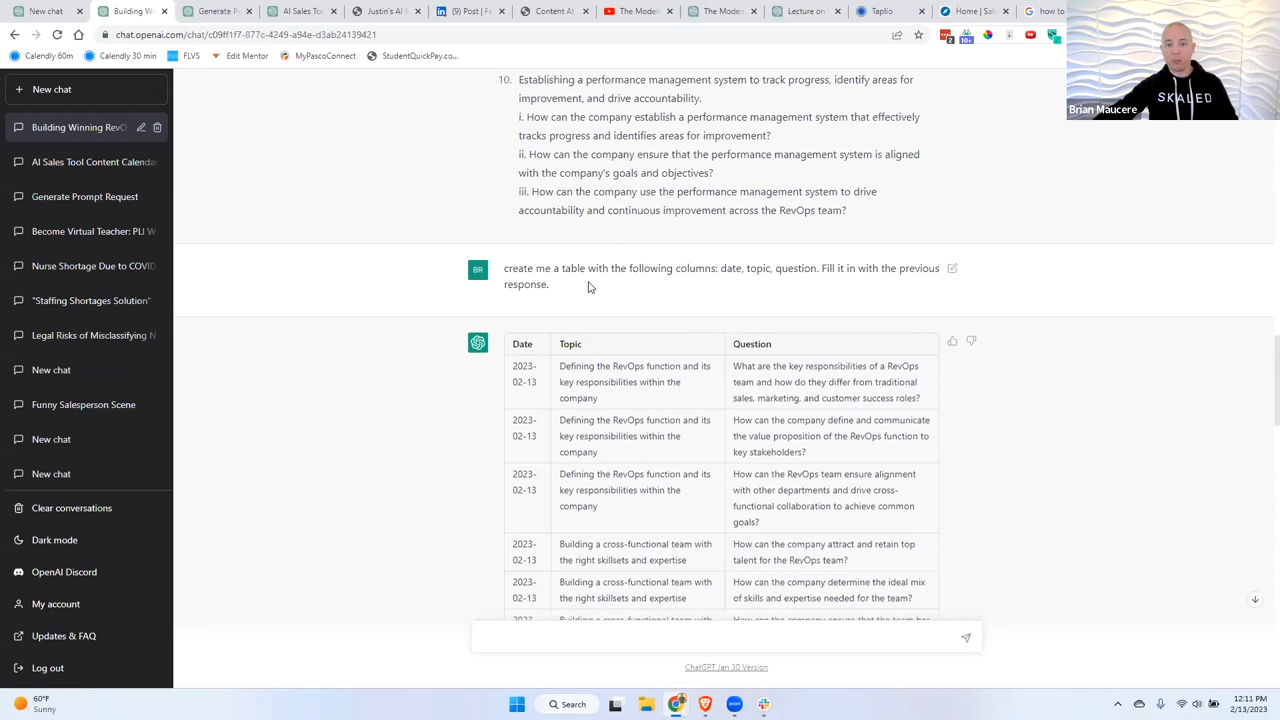 Building W
Generate P
AI Sales Too
Justin's AI T
(9) Post | F
Content As
The Magic
Lecture on
Taplio
Home | Sale
How to
chat.openai.com/chat/c09ff1f7-877c-4249-a94e-d3ab24139421
Calendly 60m
Calendly 30 min
FLVS
Edit Mentor
MyPascoConnect
StudentQuickPay.co...
Brian Maucere
SKALED
New chat
Building Winning RevO
AI Sales Tool Content Calenda
Generate Password Prompt
Become Virtual Teacher: PLI W
Nurse Shortage Due to COVID
"Staffing Shortages Solution"
Legal Risks of Misclassifying N
New chat
Funny Salesperson Scene
New chat
New chat
Clear conversations
Dark mode
OpenAI Discord
My account
Updates & FAQ
Log out
10. Establishing a performance management system to track progress, identify areas for
improvement, and drive accountability.
i. How can the company establish a performance management system that effectively
tracks progress and identifies areas for improvement?
ii. How can the company ensure that the performance management system is aligned
with the company's goals and objectives?
iii. How can the company use the performance management system to drive
accountability and continuous improvement across the RevOps team?
BR
create me a table with the following columns: date, topic, question. Fill it in with the previous
response.
Date
Topic
Question
2023-
02-13
Defining the RevOps function and its
key responsibilities within the
company
What are the key responsibilities of a RevOps
team and how do they differ from traditional
sales, marketing, and customer success roles?
2023-
02-13
Defining the RevOps function and its
key responsibilities within the
company
How can the company define and communicate
the value proposition of the RevOps function to
key stakeholders?
2023-
02-13
Defining the RevOps function and its
key responsibilities within the
company
How can the RevOps team ensure alignment
with other departments and drive cross-
functional collaboration to achieve common
goals?
2023-
02-13
Building a cross-functional team with
the right skillsets and expertise
How can the company attract and retain top
talent for the RevOps team?
2023-
02-13
Building a cross-functional team with
the right skillsets and expertise
How can the company determine the ideal mix
of skills and expertise needed for the team?
ChatGPT Jan 30 Version
60°F
Sunny
Search
12:11 PM
2/13/2023